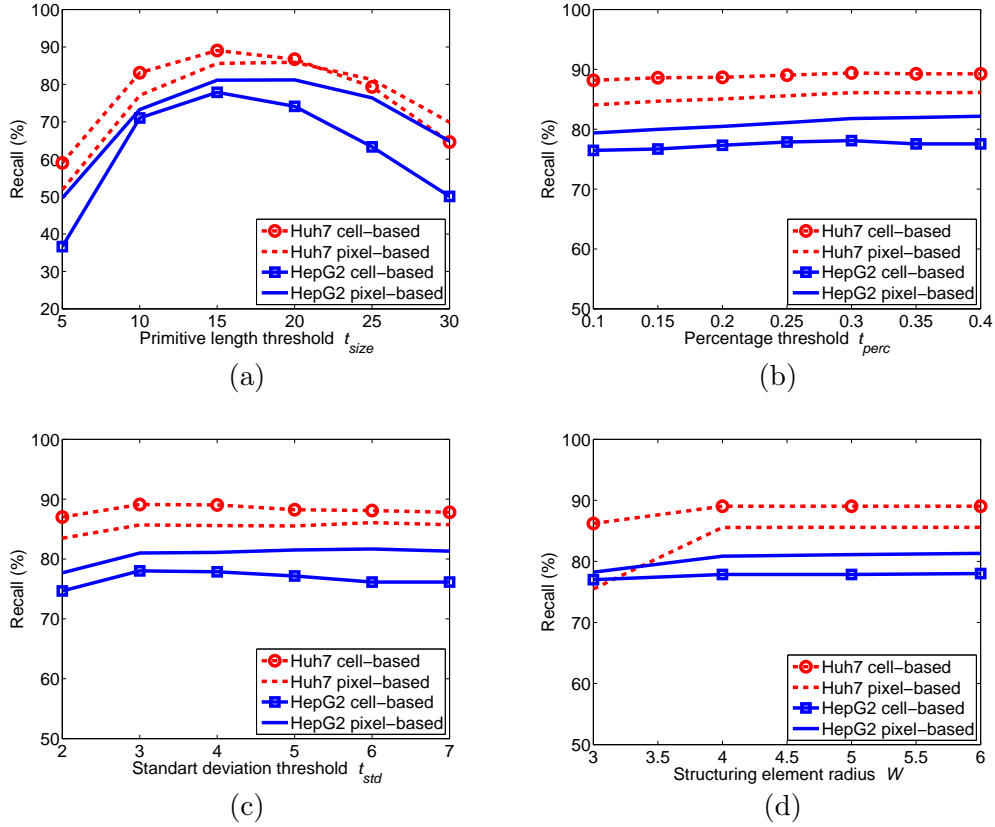 100
90
80
70
60
50
40
30
20
Recall (%)
5 10 15 20 25 30
Primitive length threshold t_size
Huh7 cell−based
Huh7 pixel−based
HepG2 cell−based
HepG2 pixel−based
(a)
100
90
80
70
60
50
Recall (%)
0.1 0.15 0.2 0.25 0.3 0.35 0.4
Percentage threshold t_perc
Huh7 cell−based
Huh7 pixel−based
HepG2 cell−based
HepG2 pixel−based
(b)
100
90
80
70
60
50
Recall (%)
2 3 4 5 6 7
Standart deviation threshold t_std
Huh7 cell−based
Huh7 pixel−based
HepG2 cell−based
HepG2 pixel−based
(c)
100
90
80
70
60
50
Recall (%)
3 3.5 4 4.5 5 5.5 6
Structuring element radius W
Huh7 cell−based
Huh7 pixel−based
HepG2 cell−based
HepG2 pixel−based
(d)